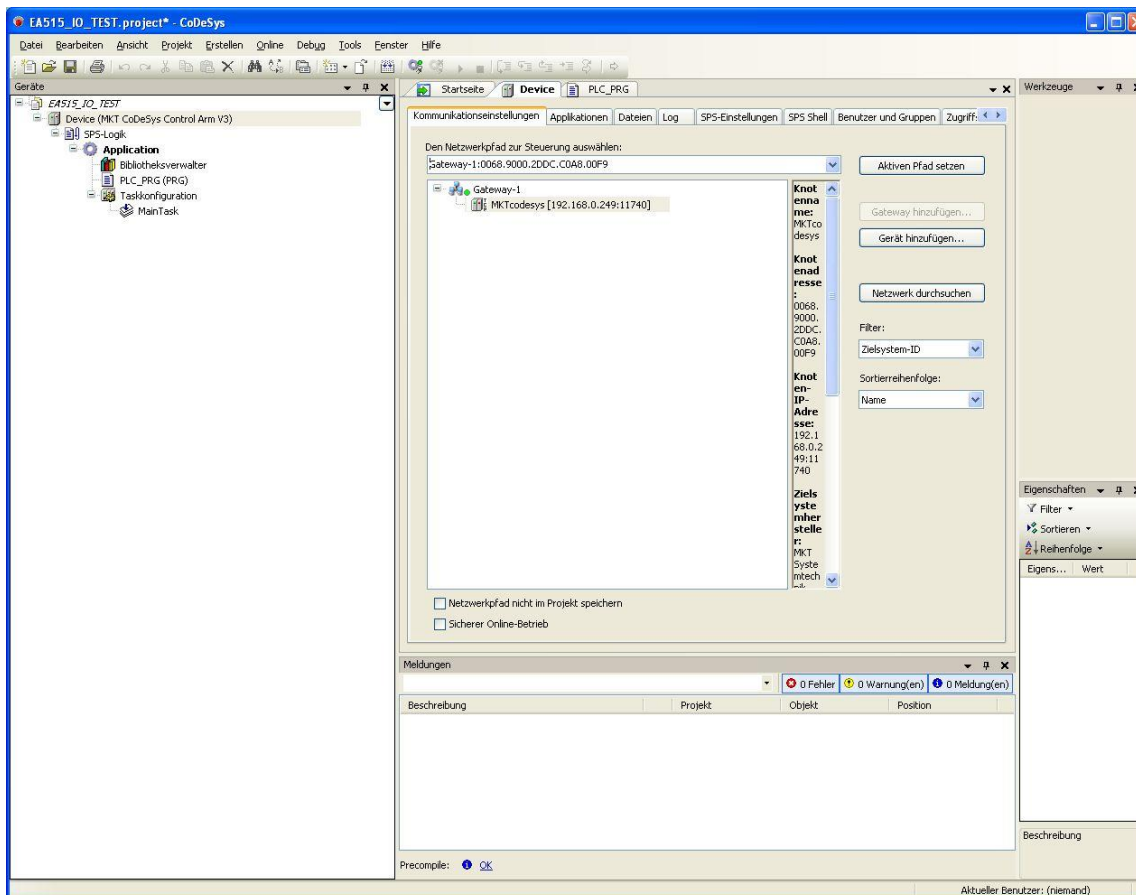 EA515_IO_TEST.project* - CoDeSys
Datei Bearbeiten Ansicht Projekt Erstellen Online Debug Tools Fenster Hilfe
Geräte
EA515_IO_TEST
Device (MKT CoDeSys Control Arm V3)
SPS-Logik
Application
Bibliotheksverwalter
PLC_PRG (PRG)
Taskkonfiguration
MainTask
Startseite Device PLC_PRG
Kommunikationseinstellungen Applikationen Dateien Log SPS-Einstellungen SPS Shell Benutzer und Gruppen Zugriffs
Den Netzwerkpfad zur Steuerung auswählen:
Gateway-1:0068.9000.2DDC.C0A8.00F9
Aktiven Pfad setzen
Gateway-1
MKTcodesys [192.168.0.249:11740]
Knot
enna
me:
MKTco
desys
Knot
enad
resse
:
0068.
9000.
2DDC.
C0A8.
00F9
Knot
en-
IP-
Adre
sse:
192.1
68.0.2
49:11
740
Ziels
yste
mher
stelle
r:
MKT
Syste
mtech
Gateway hinzufügen...
Gerät hinzufügen...
Netzwerk durchsuchen
Filter:
Zielsystem-ID
Sortierreihenfolge:
Name
Netzwerkpfad nicht im Projekt speichern
Sicherer Online-Betrieb
Meldungen
0 Fehler 0 Warnung(en) 0 Meldung(en)
Beschreibung Projekt Objekt Position
Precompile: OK
Werkzeuge
Eigenschaften
Filter
Sortieren
Reihenfolge
Eigens... Wert
Beschreibung
Aktueller Benutzer: (niemand)